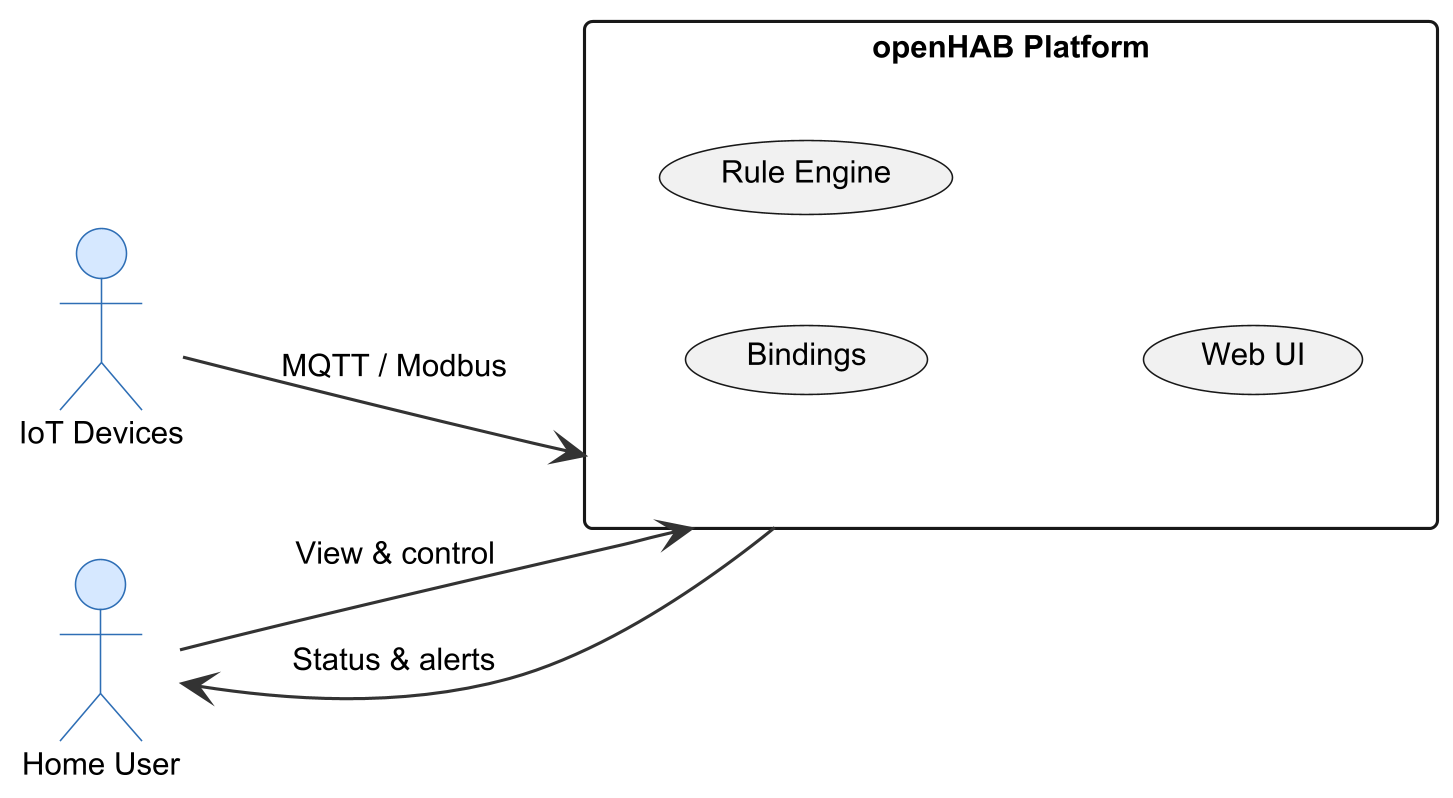 openHAB Platform
Rule Engine
Bindings
Web UI
MQTT / Modbus
IoT Devices
View & control
Status & alerts
Home User